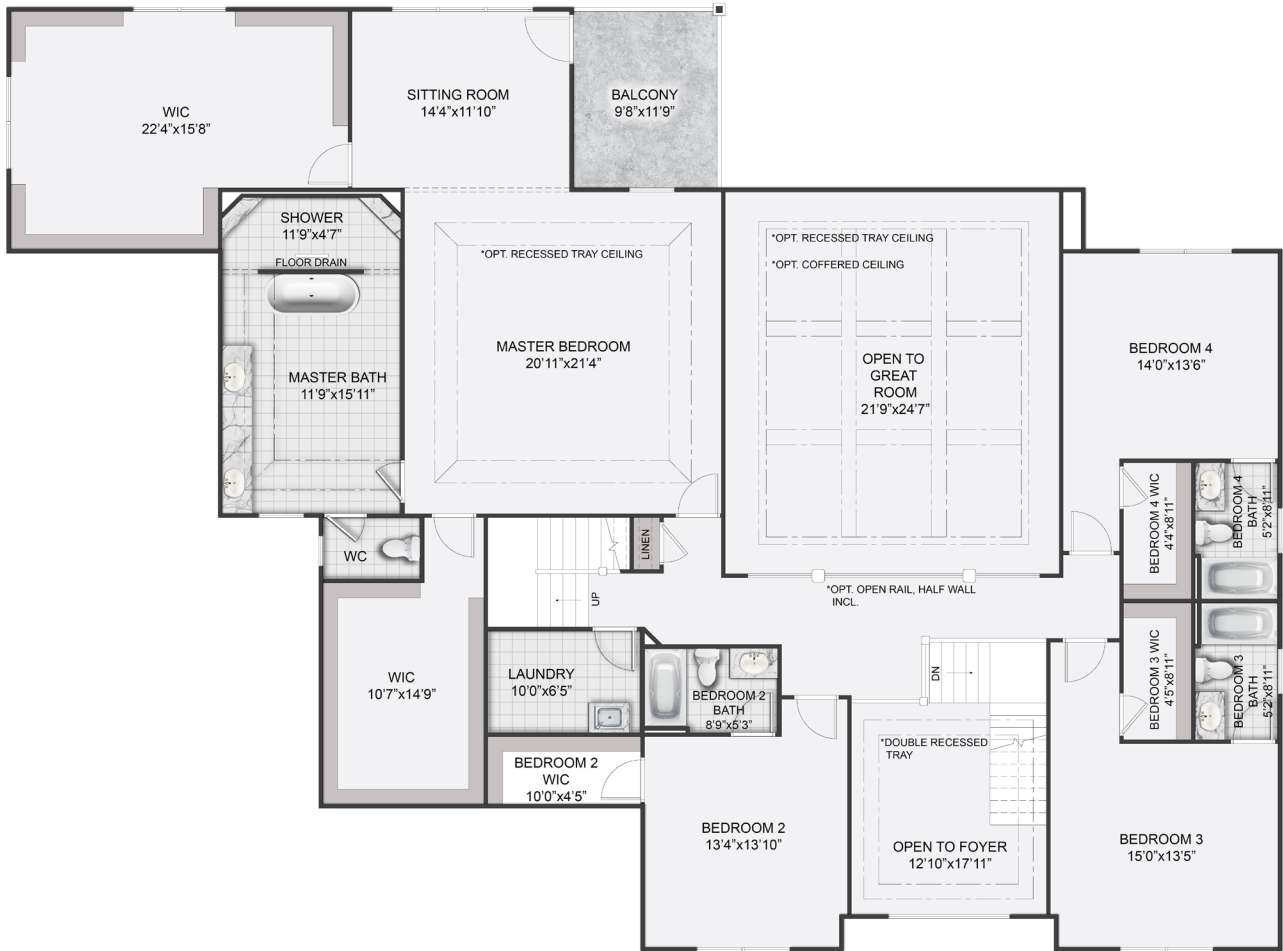 WIC
22'4"x15'8"
SITTING ROOM
14'4"x11'10"
BALCONY
9'8"x11'9"
SHOWER
11'9"x4'7"
FLOOR DRAIN
MASTER BATH
11'9"x15'11"
*OPT. RECESSED TRAY CEILING
MASTER BEDROOM
20'11"x21'4"
*OPT. RECESSED TRAY CEILING
*OPT. COFFERED CEILING
OPEN TO
GREAT
ROOM
21'9"x24'7"
BEDROOM 4
14'0"x13'6"
BEDROOM 4 WIC
4'4"x8'11"
BEDROOM 4
BATH
5'2"x8'11"
WC
LINEN
UP
*OPT. OPEN RAIL, HALF WALL
INCL.
WIC
10'7"x14'9"
LAUNDRY
10'0"x6'5"
BEDROOM 2
BATH
8'9"x5'3"
DN
BEDROOM 3 WIC
4'5"x8'11"
BEDROOM 3
BATH
5'2"x8'11"
BEDROOM 2
WIC
10'0"x4'5"
*DOUBLE RECESSED
TRAY
BEDROOM 2
13'4"x13'10"
OPEN TO FOYER
12'10"x17'11"
BEDROOM 3
15'0"x13'5"